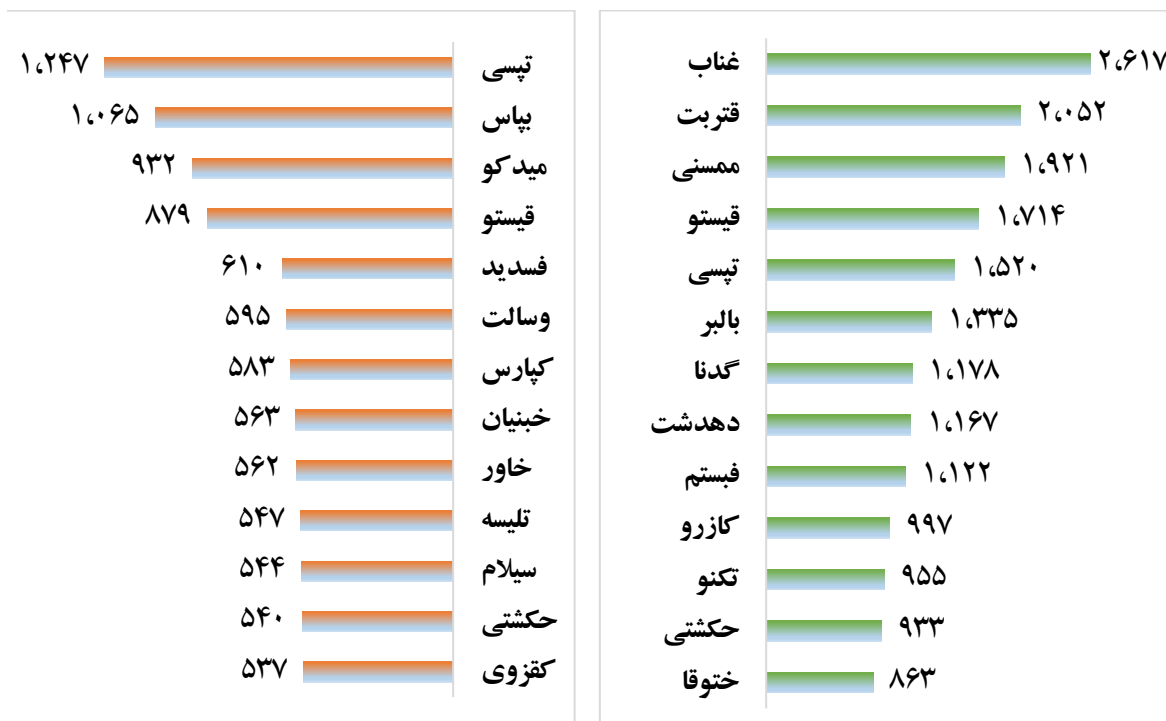 غناب ۲،۶۱۷
قتربت ۲،۰۵۲
ممسنی ۱،۹۲۱
قیستو ۱،۷۱۴
تپسی ۱،۵۲۰
بالبر ۱،۳۳۵
گدنا ۱،۱۷۸
دهدشت ۱،۱۶۷
فبستم ۱،۱۲۲
کازرو ۹۹۷
تکنو ۹۵۵
حکشتی ۹۳۳
ختوقا ۸۶۳
تپسی ۱،۲۴۷
بپاس ۱،۰۶۵
میدکو ۹۳۲
قیستو ۸۷۹
فسدید ۶۱۰
وسالت ۵۹۵
کپارس ۵۸۳
خبنیان ۵۶۳
خاور ۵۶۲
تلیسه ۵۴۷
سیلام ۵۴۴
حکشتی ۵۴۰
کقزوی ۵۳۷